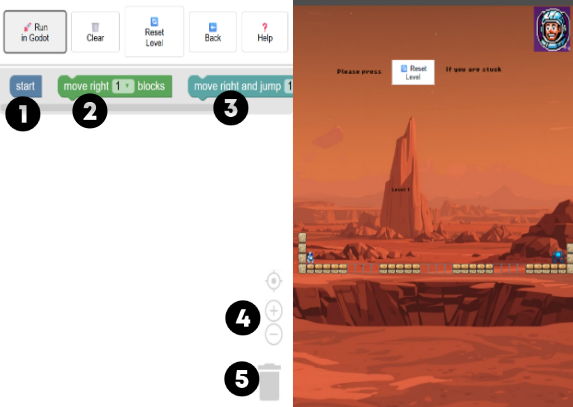 Run
in Godot
Clear
Reset
Level
Back
?
Help
start
move right 1 blocks
move right and jump 1
1
2
3
4
5
Please press
Reset
Level
If you are stuck
Level 1